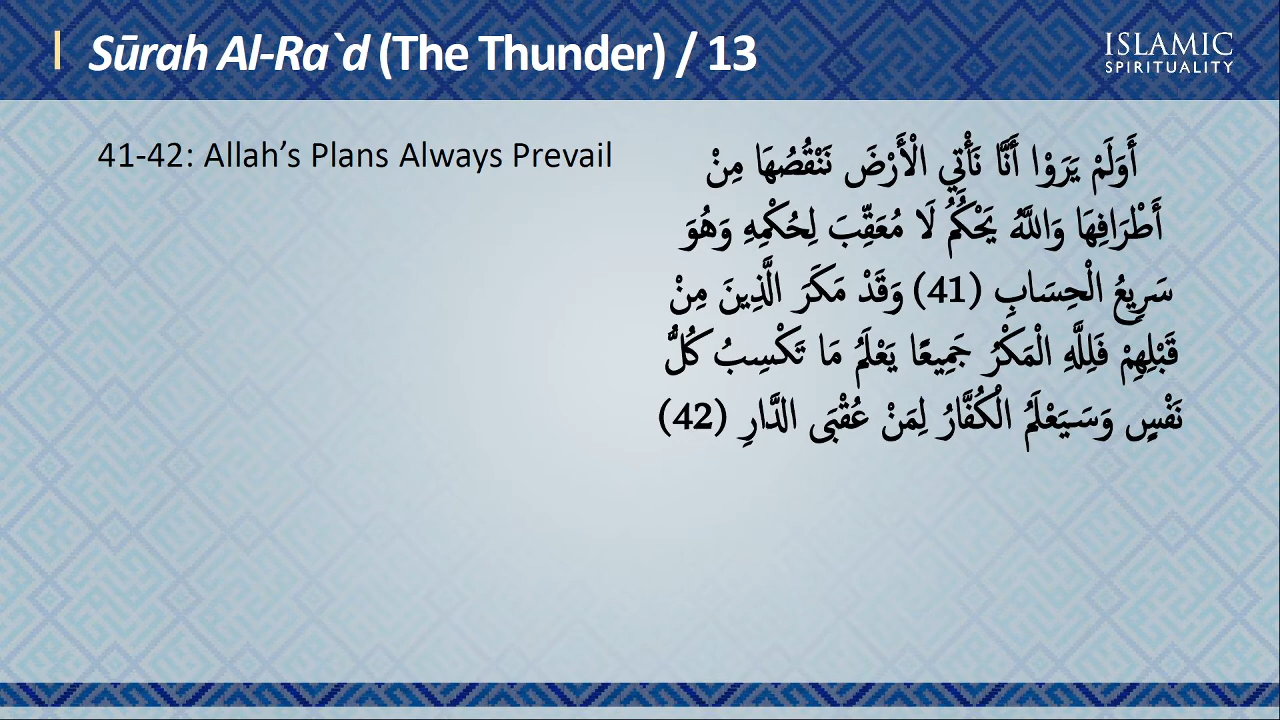 Sūrah Al-Ra`d (The Thunder) / 13
ISLAMIC
SPIRITUALITY
41-42: Allah’s Plans Always Prevail
أَوَلَمْ يَرَوْا أَنَّا نَأْتِي الْأَرْضَ نَنْقُصُهَا مِنْ
أَطْرَافِهَا وَاللَّهُ يَحْكُمُ لَا مُعَقِّبَ لِحُكْمِهِ وَهُوَ
سَرِيعُ الْحِسَابِ (41) وَقَدْ مَكَرَ الَّذِينَ مِنْ
قَبْلِهِمْ فَلِلَّهِ الْمَكْرُ جَمِيعًا يَعْلَمُ مَا تَكْسِبُ كُلُّ
نَفْسٍ وَسَيَعْلَمُ الْكُفَّارُ لِمَنْ عُقْبَى الدَّارِ (42)